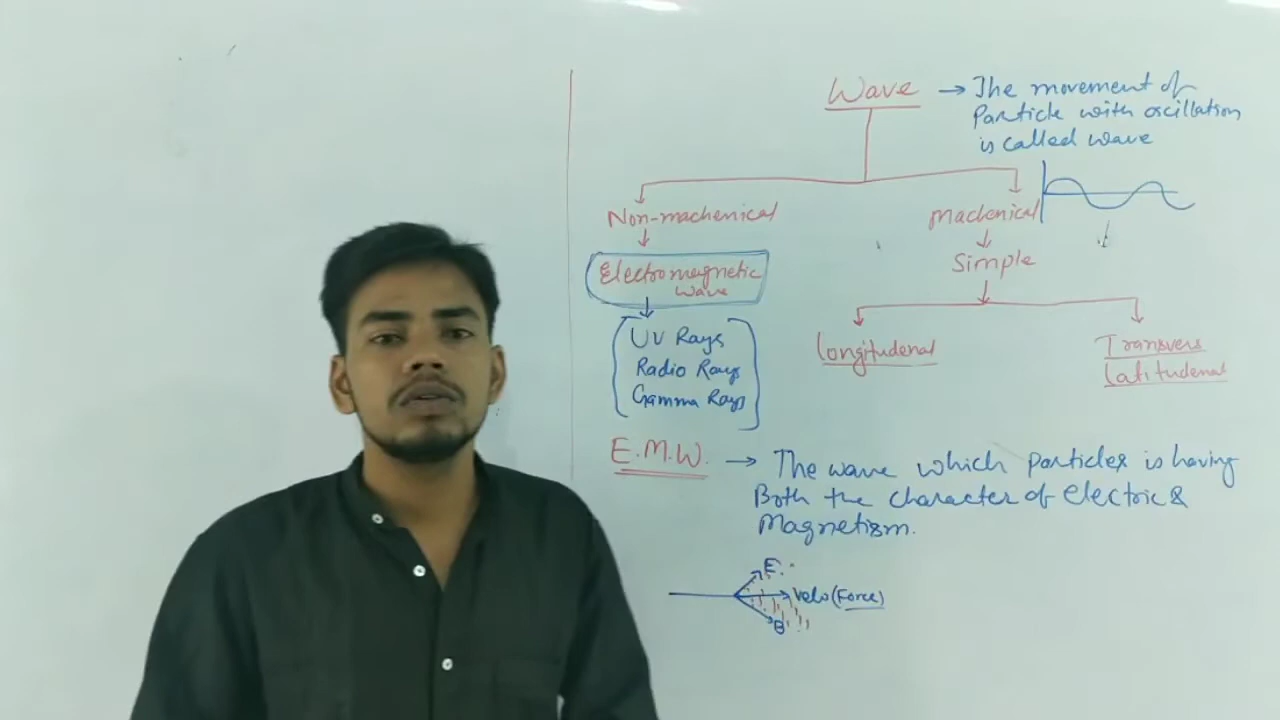 Wave → The movement of
Particle with oscillation
is called wave
Non-machenical
Machenical
Electromagnetic
wave
Simple
UV Rays
Radio Rays
Gamma Rays
Longitudenal
Transvers
Latitudenal
E.M.W. → The wave which particles is having
Both the character of electric &
Magnetism.
E.
Velo (Force)
B